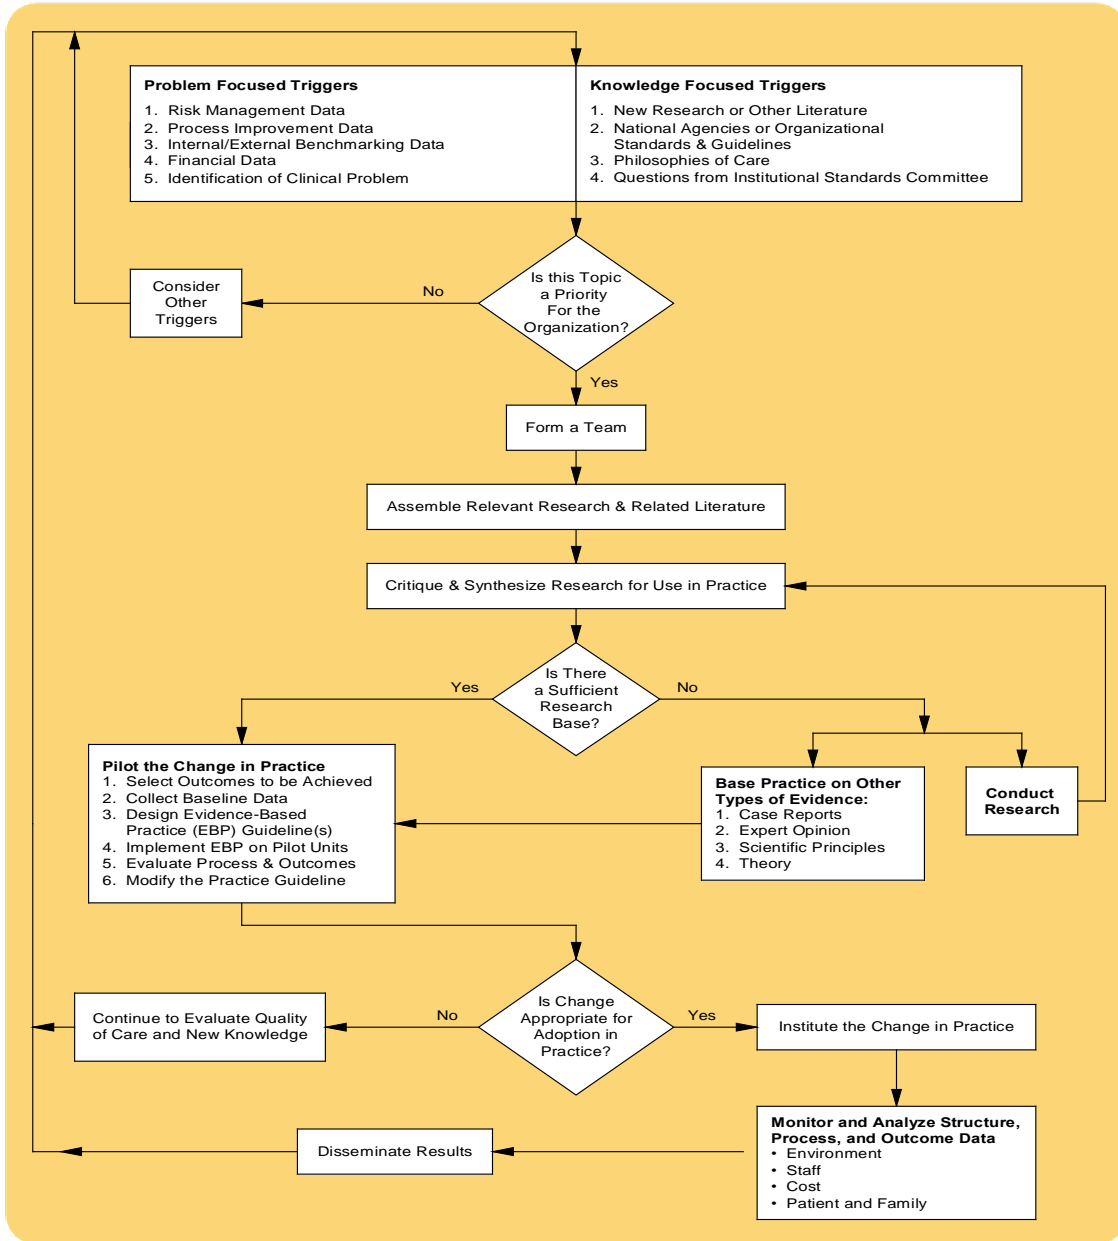 Problem Focused Triggers
1. Risk Management Data
2. Process Improvement Data
3. Internal/External Benchmarking Data
4. Financial Data
5. Identification of Clinical Problem
Knowledge Focused Triggers
1. New Research or Other Literature
2. National Agencies or Organizational
Standards & Guidelines
3. Philosophies of Care
4. Questions from Institutional Standards Committee
Is this Topic
a Priority
For the
Organization?
No
Consider
Other
Triggers
Yes
Form a Team
Assemble Relevant Research & Related Literature
Critique & Synthesize Research for Use in Practice
Is There
a Sufficient
Research
Base?
Yes
No
Pilot the Change in Practice
1. Select Outcomes to be Achieved
2. Collect Baseline Data
3. Design Evidence-Based
Practice (EBP) Guideline(s)
4. Implement EBP on Pilot Units
5. Evaluate Process & Outcomes
6. Modify the Practice Guideline
Base Practice on Other
Types of Evidence:
1. Case Reports
2. Expert Opinion
3. Scientific Principles
4. Theory
Conduct
Research
Is Change
Appropriate for
Adoption in
Practice?
No
Continue to Evaluate Quality
of Care and New Knowledge
Yes
Institute the Change in Practice
Monitor and Analyze Structure,
Process, and Outcome Data
• Environment
• Staff
• Cost
• Patient and Family
Disseminate Results